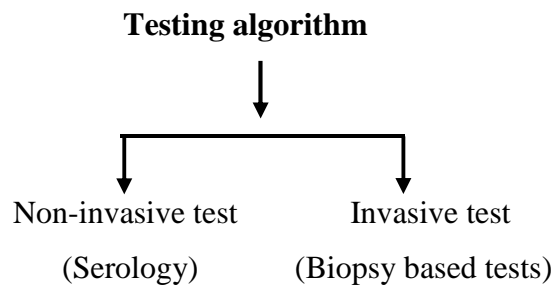 Testing algorithm
Non-invasive test
(Serology)
Invasive test
(Biopsy based tests)